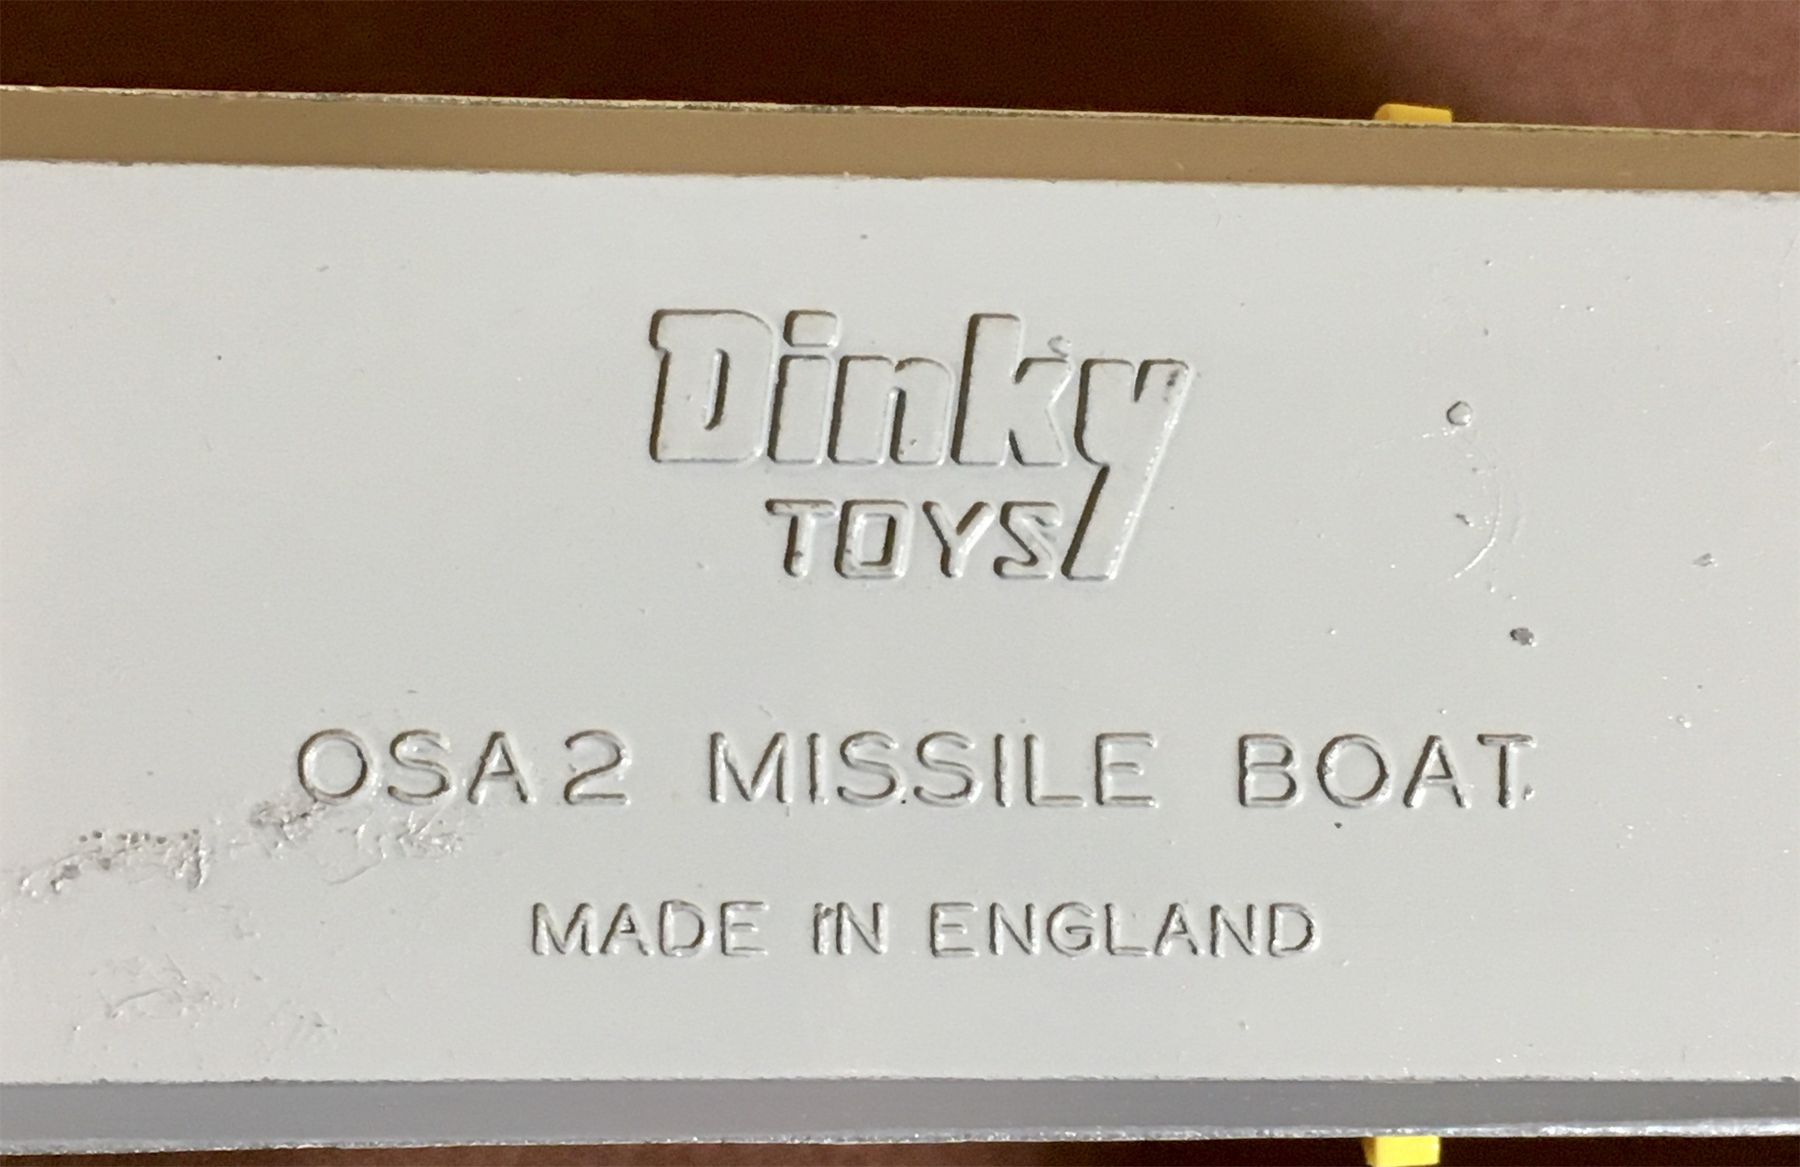 Dinky
TOYS
OSA 2 MISSILE BOAT
MADE IN ENGLAND